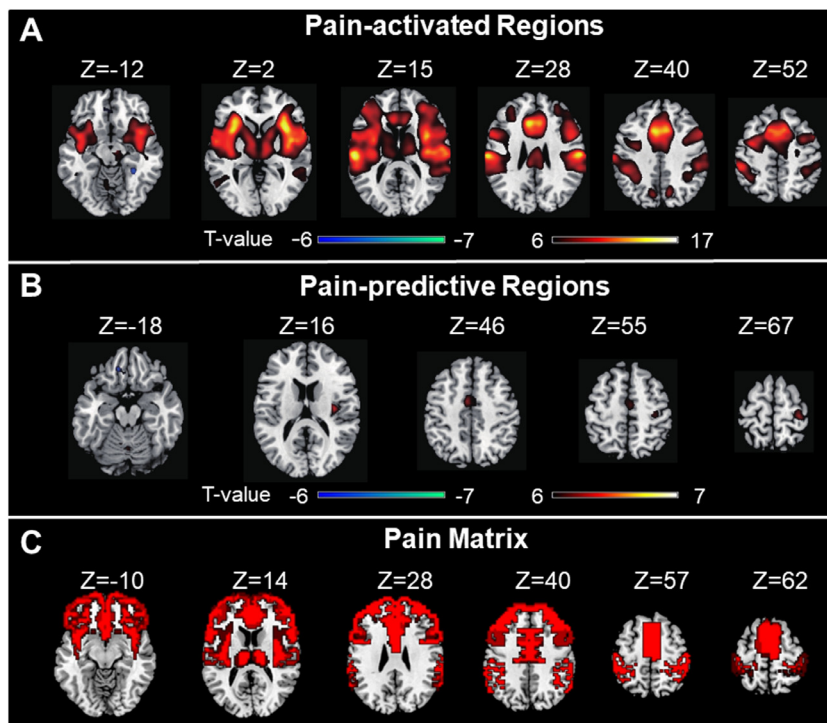 A
Pain-activated Regions
Z=-12 Z=2 Z=15 Z=28 Z=40 Z=52
T-value -6 -7 6 17
B
Pain-predictive Regions
Z=-18 Z=16 Z=46 Z=55 Z=67
T-value -6 -7 6 7
C
Pain Matrix
Z=-10 Z=14 Z=28 Z=40 Z=57 Z=62